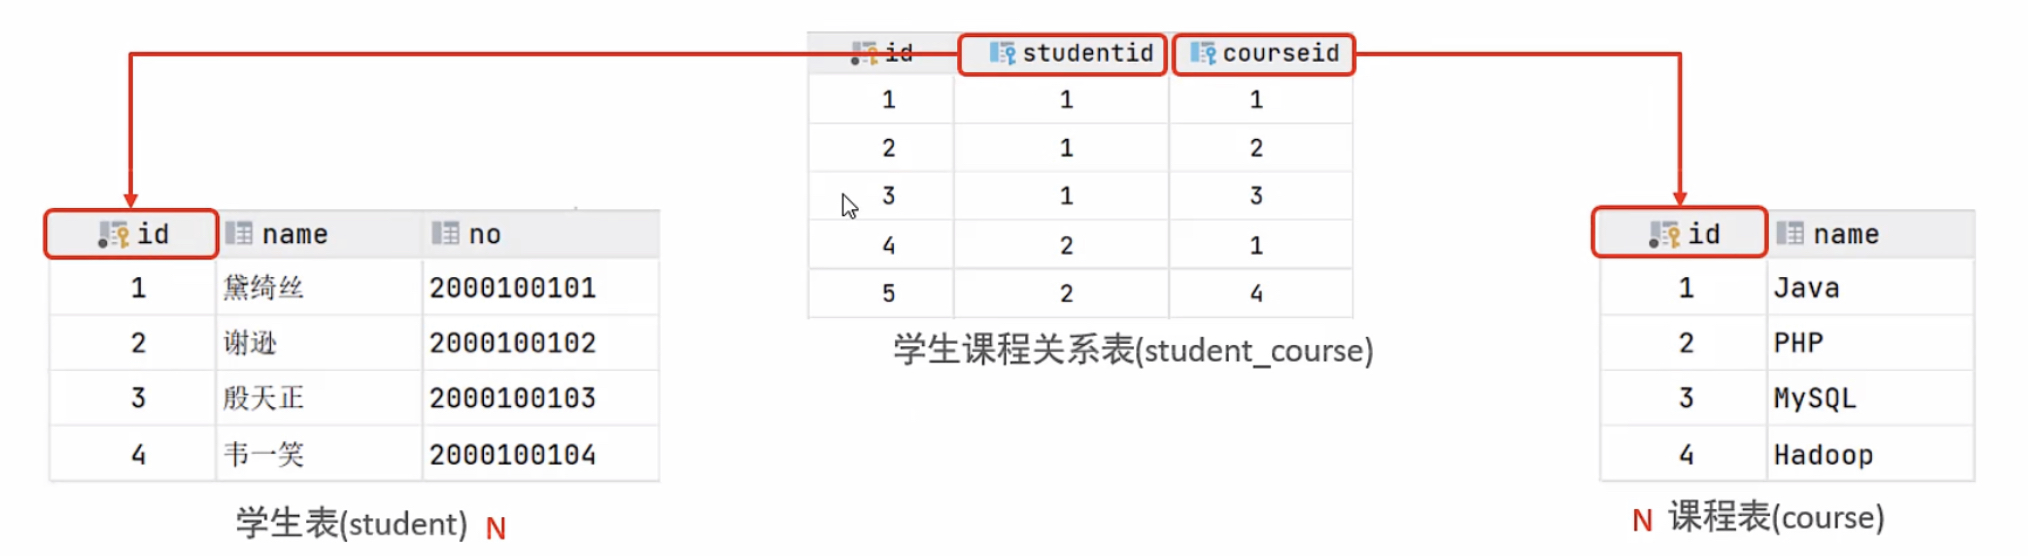 id studentid courseid
1 1 1
2 1 2
3 1 3
4 2 1
5 2 4
学生课程关系表(student_course)
id name no
1 黛绮丝 2000100101
2 谢逊 2000100102
3 殷天正 2000100103
4 韦一笑 2000100104
学生表(student) N
id name
1 Java
2 PHP
3 MySQL
4 Hadoop
N 课程表(course)